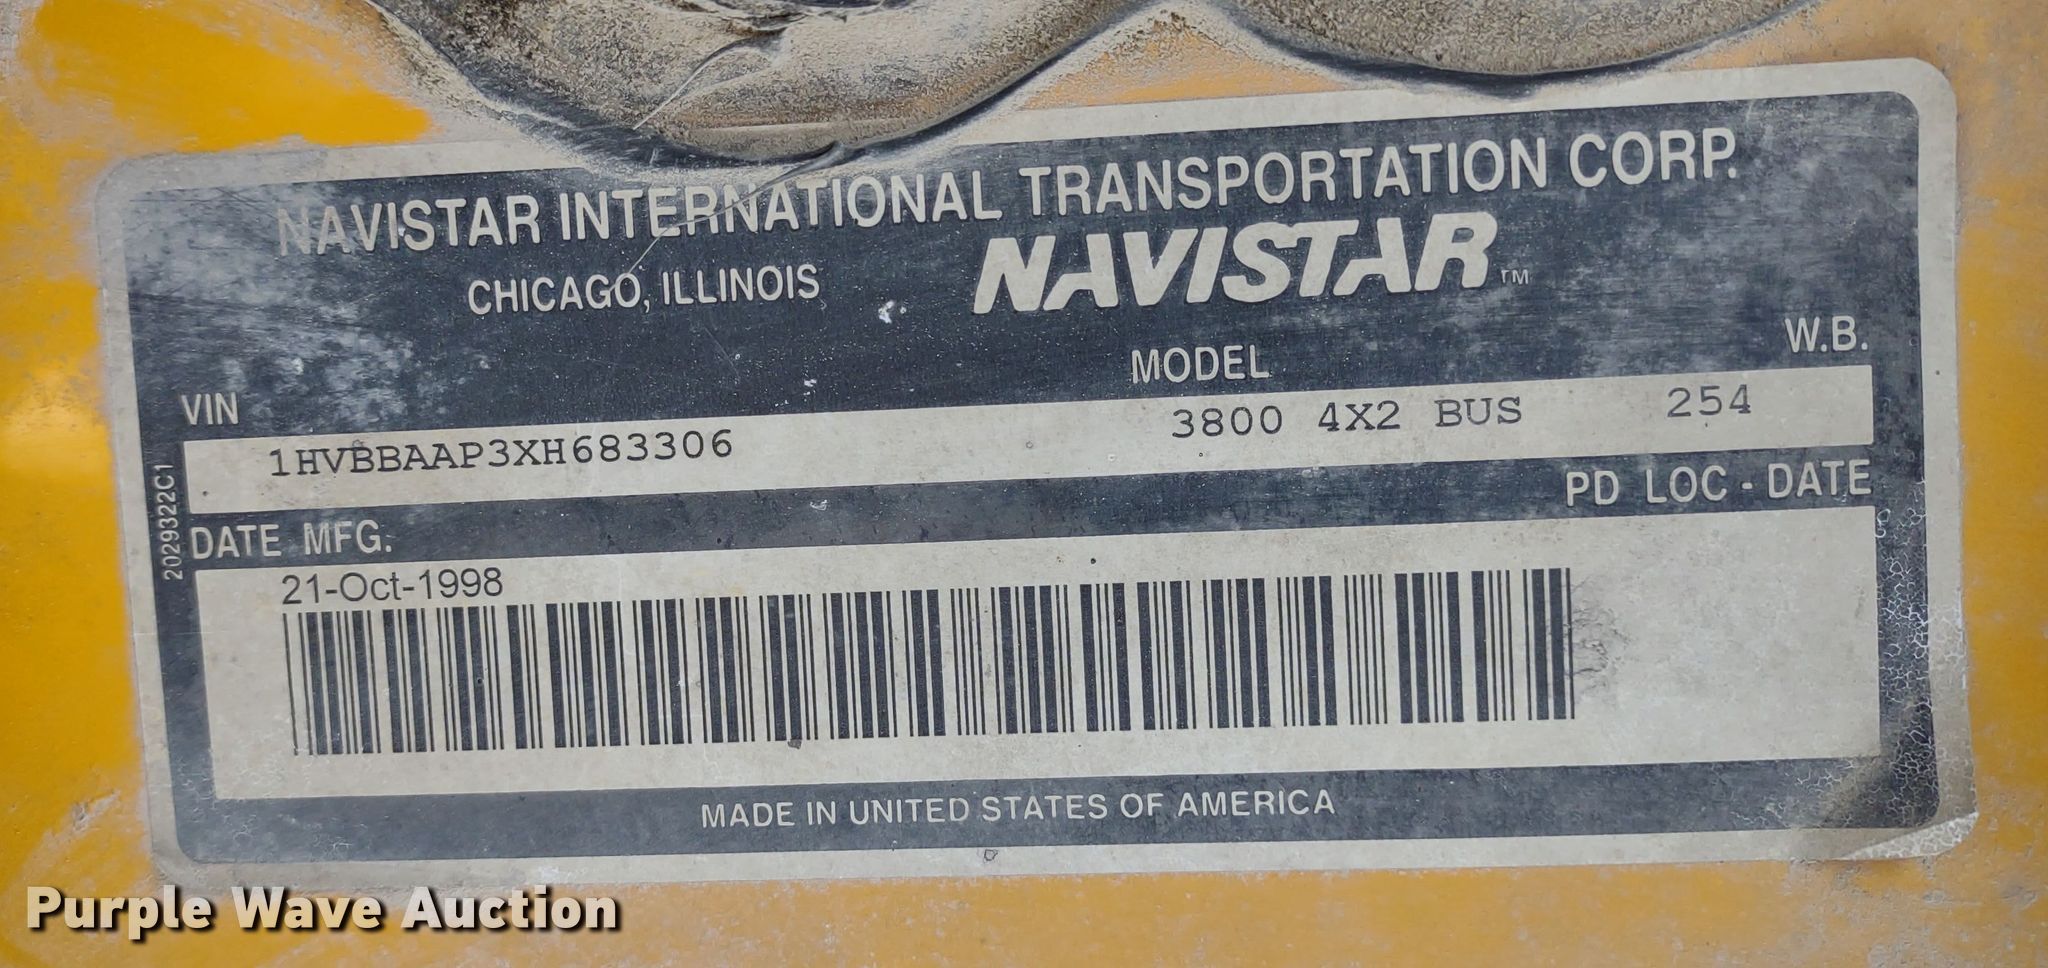 NAVISTAR INTERNATIONAL TRANSPORTATION CORP.
CHICAGO, ILLINOIS
NAVISTAR™
VIN
MODEL
W.B.
1HVBBAAP3XH683306
3800 4X2 BUS
254
2029322C1
DATE MFG.
PD LOC - DATE
21-Oct-1998
MADE IN UNITED STATES OF AMERICA
Purple Wave Auction